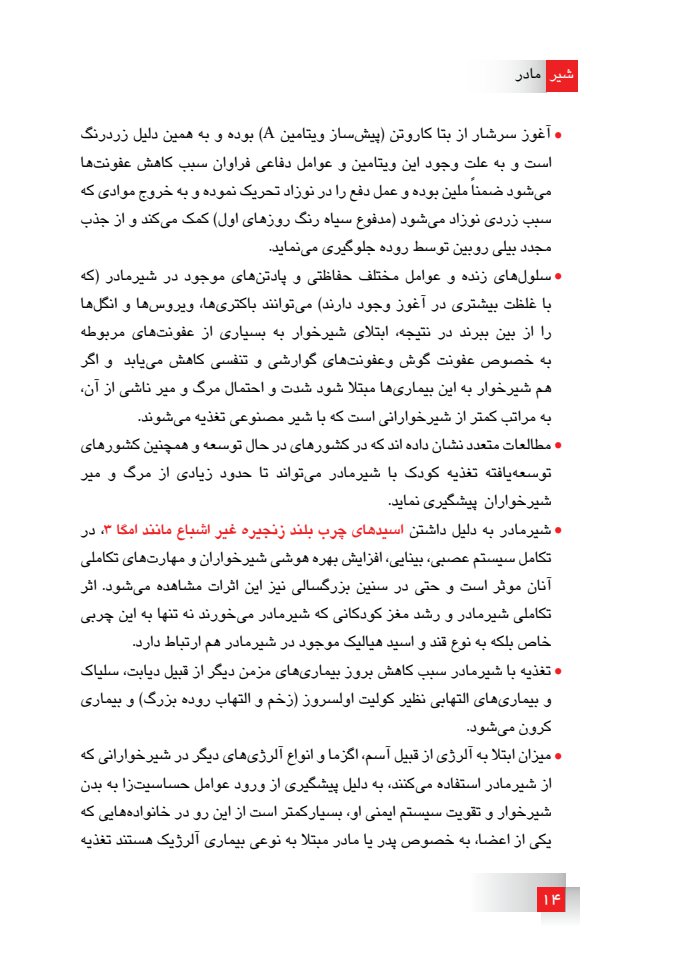 شیر مادر
• آغوز سرشار از بتا کاروتن (پیش‌ساز ویتامین A) بوده و به همین دلیل زردرنگ
است و به علت وجود این ویتامین و عوامل دفاعی فراوان سبب کاهش عفونت‌ها
می‌شود ضمناً ملین بوده و عمل دفع را در نوزاد تحریک نموده و به خروج موادی که
سبب زردی نوزاد می‌شود (مدفوع سیاه رنگ روزهای اول) کمک می‌کند و از جذب
مجدد بیلی روبین توسط روده جلوگیری می‌نماید.
• سلول‌های زنده و عوامل مختلف حفاظتی و پادتن‌های موجود در شیرمادر (که
با غلظت بیشتری در آغوز وجود دارند) می‌توانند باکتری‌ها، ویروس‌ها و انگل‌ها
را از بین ببرند در نتیجه، ابتلای شیرخوار به بسیاری از عفونت‌های مربوطه
به خصوص عفونت گوش وعفونت‌های گوارشی و تنفسی کاهش می‌یابد و اگر
هم شیرخوار به این بیماری‌ها مبتلا شود شدت و احتمال مرگ و میر ناشی از آن،
به مراتب کمتر از شیرخوارانی است که با شیر مصنوعی تغذیه می‌شوند.
• مطالعات متعدد نشان داده اند که در کشورهای در حال توسعه و همچنین کشورهای
توسعه‌یافته تغذیه کودک با شیرمادر می‌تواند تا حدود زیادی از مرگ و میر
شیرخواران پیشگیری نماید.
• شیرمادر به دلیل داشتن اسیدهای چرب بلند زنجیره غیر اشباع مانند امگا ۳، در
تکامل سیستم عصبی، بینایی، افزایش بهره هوشی شیرخواران و مهارت‌های تکاملی
آنان موثر است و حتی در سنین بزرگسالی نیز این اثرات مشاهده می‌شود. اثر
تکاملی شیرمادر و رشد مغز کودکانی که شیرمادر می‌خورند نه تنها به این چربی
خاص بلکه به نوع قند و اسید هیالیک موجود در شیرمادر هم ارتباط دارد.
• تغذیه با شیرمادر سبب کاهش بروز بیماری‌های مزمن دیگر از قبیل دیابت، سلیاک
و بیماری‌های التهابی نظیر کولیت اولسروز (زخم و التهاب روده بزرگ) و بیماری
کرون می‌شود.
• میزان ابتلا به آلرژی از قبیل آسم، اگزما و انواع آلرژی‌های دیگر در شیرخوارانی که
از شیرمادر استفاده می‌کنند، به دلیل پیشگیری از ورود عوامل حساسیت‌زا به بدن
شیرخوار و تقویت سیستم ایمنی او، بسیارکمتر است از این رو در خانواده‌هایی که
یکی از اعضا، به خصوص پدر یا مادر مبتلا به نوعی بیماری آلرژیک هستند تغذیه
۱۴